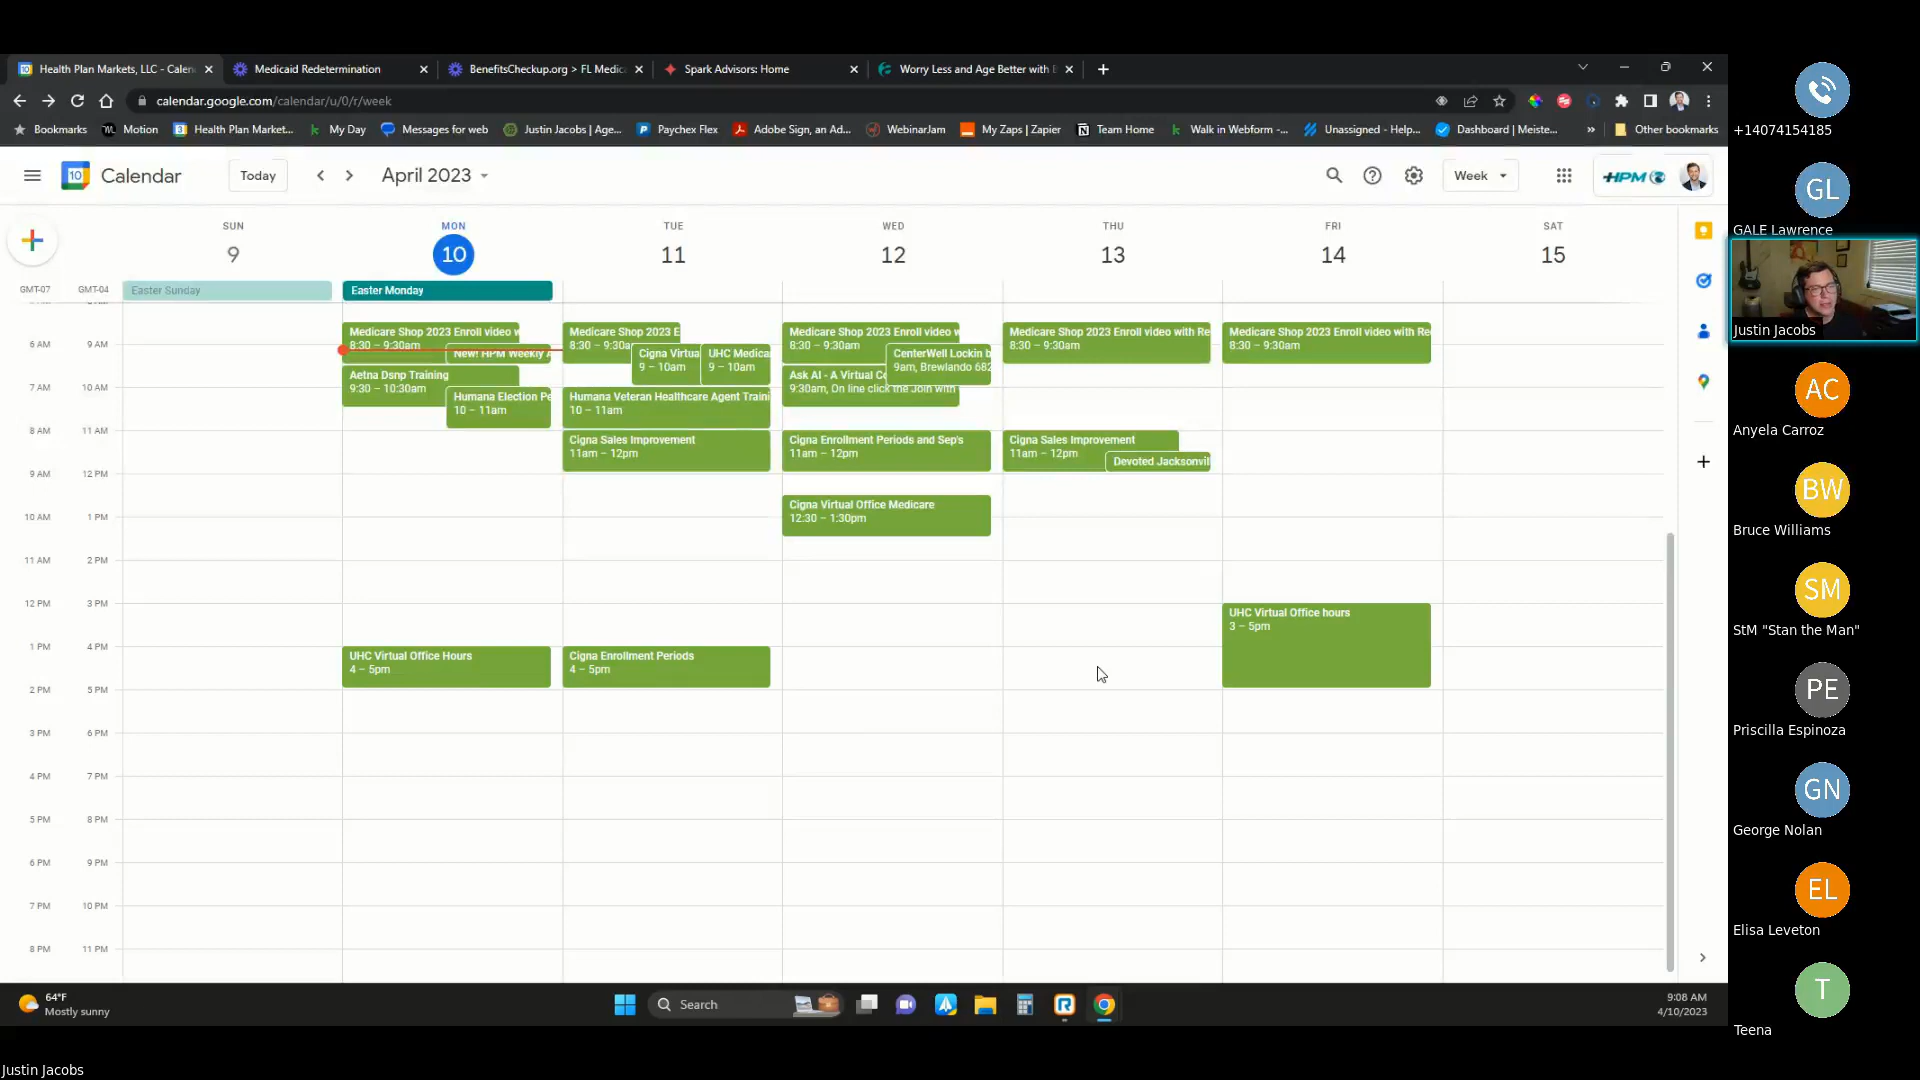 Health Plan Markets, LLC - Calen
Medicaid Redetermination
BenefitsCheckup.org > FL Medic
Spark Advisors: Home
Worry Less and Age Better with
calendar.google.com/calendar/u/0/r/week
Bookmarks
Motion
Health Plan Market...
My Day
Messages for web
Justin Jacobs | Age...
Paychex Flex
Adobe Sign, an Ad...
WebinarJam
My Zaps | Zapier
Team Home
Walk in Webform -...
Unassigned - Help...
Dashboard | Meiste...
Other bookmarks
10
Calendar
Today
April 2023
Week
HPM
SUN
9
MON
10
TUE
11
WED
12
THU
13
FRI
14
SAT
15
GMT-07
GMT-04
Easter Sunday
Easter Monday
6 AM
9 AM
7 AM
10 AM
8 AM
11 AM
9 AM
12 PM
10 AM
1 PM
11 AM
2 PM
12 PM
3 PM
1 PM
4 PM
2 PM
5 PM
3 PM
6 PM
4 PM
7 PM
5 PM
8 PM
6 PM
9 PM
7 PM
10 PM
8 PM
11 PM
Medicare Shop 2023 Enroll video w
8:30 – 9:30am
New! HPM Weekly A
Aetna Dsnp Training
9:30 – 10:30am
Humana Election Pe
10 – 11am
UHC Virtual Office Hours
4 – 5pm
Medicare Shop 2023 E
8:30 – 9:30a
Cigna Virtua
9 – 10am
UHC Medica
9 – 10am
Humana Veteran Healthcare Agent Traini
10 – 11am
Cigna Sales Improvement
11am – 12pm
Cigna Enrollment Periods
4 – 5pm
Medicare Shop 2023 Enroll video w
8:30 – 9:30am
CenterWell Lockin b
9am, Brewlando 682
Ask AI - A Virtual Co
9:30am, On line click the Join with
Cigna Enrollment Periods and Sep's
11am – 12pm
Cigna Virtual Office Medicare
12:30 – 1:30pm
Medicare Shop 2023 Enroll video with Re
8:30 – 9:30am
Cigna Sales Improvement
11am – 12pm
Devoted Jacksonvil
Medicare Shop 2023 Enroll video with Re
8:30 – 9:30am
UHC Virtual Office hours
3 – 5pm
64°F
Mostly sunny
Search
9:08 AM
4/10/2023
+14074154185
GL
GALE Lawrence
Justin Jacobs
AC
Anyela Carroz
BW
Bruce Williams
SM
StM "Stan the Man"
PE
Priscilla Espinoza
GN
George Nolan
EL
Elisa Leveton
T
Teena
Justin Jacobs